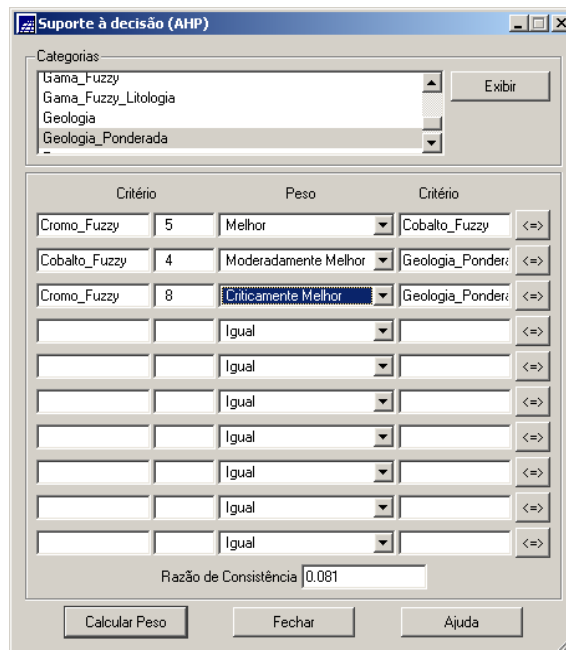 Suporte à decisão (AHP)
Categorias
Gama_Fuzzy
Gama_Fuzzy_Litologia
Geologia
Geologia_Ponderada
Exibir
Critério Peso Critério
Cromo_Fuzzy 5 Melhor Cobalto_Fuzzy <=>
Cobalto_Fuzzy 4 Moderadamente Melhor Geologia_Pondera <=>
Cromo_Fuzzy 8 Criticamente Melhor Geologia_Pondera <=>
Igual <=>
Igual <=>
Igual <=>
Igual <=>
Igual <=>
Igual <=>
Igual <=>
Razão de Consistência 0.081
Calcular Peso Fechar Ajuda